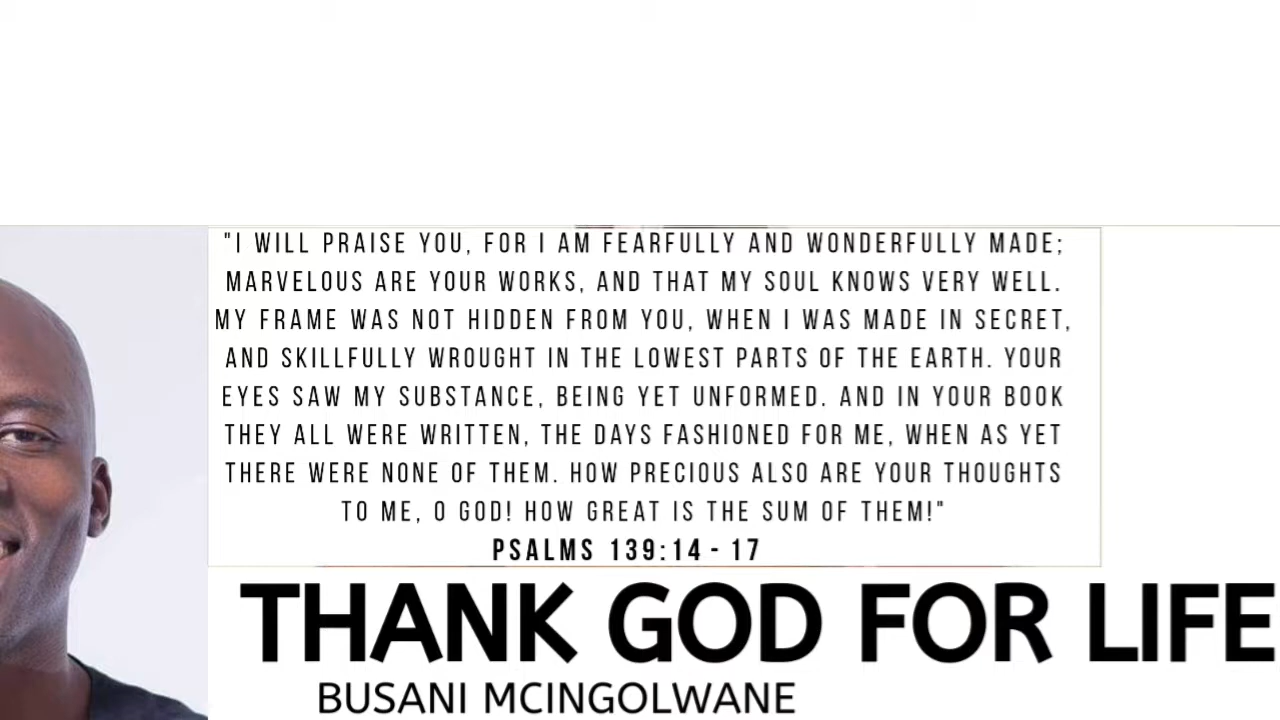 "I WILL PRAISE YOU, FOR I AM FEARFULLY AND WONDERFULLY MADE;
MARVELOUS ARE YOUR WORKS, AND THAT MY SOUL KNOWS VERY WELL.
MY FRAME WAS NOT HIDDEN FROM YOU, WHEN I WAS MADE IN SECRET,
AND SKILLFULLY WROUGHT IN THE LOWEST PARTS OF THE EARTH. YOUR
EYES SAW MY SUBSTANCE, BEING YET UNFORMED. AND IN YOUR BOOK
THEY ALL WERE WRITTEN, THE DAYS FASHIONED FOR ME, WHEN AS YET
THERE WERE NONE OF THEM. HOW PRECIOUS ALSO ARE YOUR THOUGHTS
TO ME, O GOD! HOW GREAT IS THE SUM OF THEM!"
PSALMS 139:14 - 17
THANK GOD FOR LIFE
BUSANI MCINGOLWANE